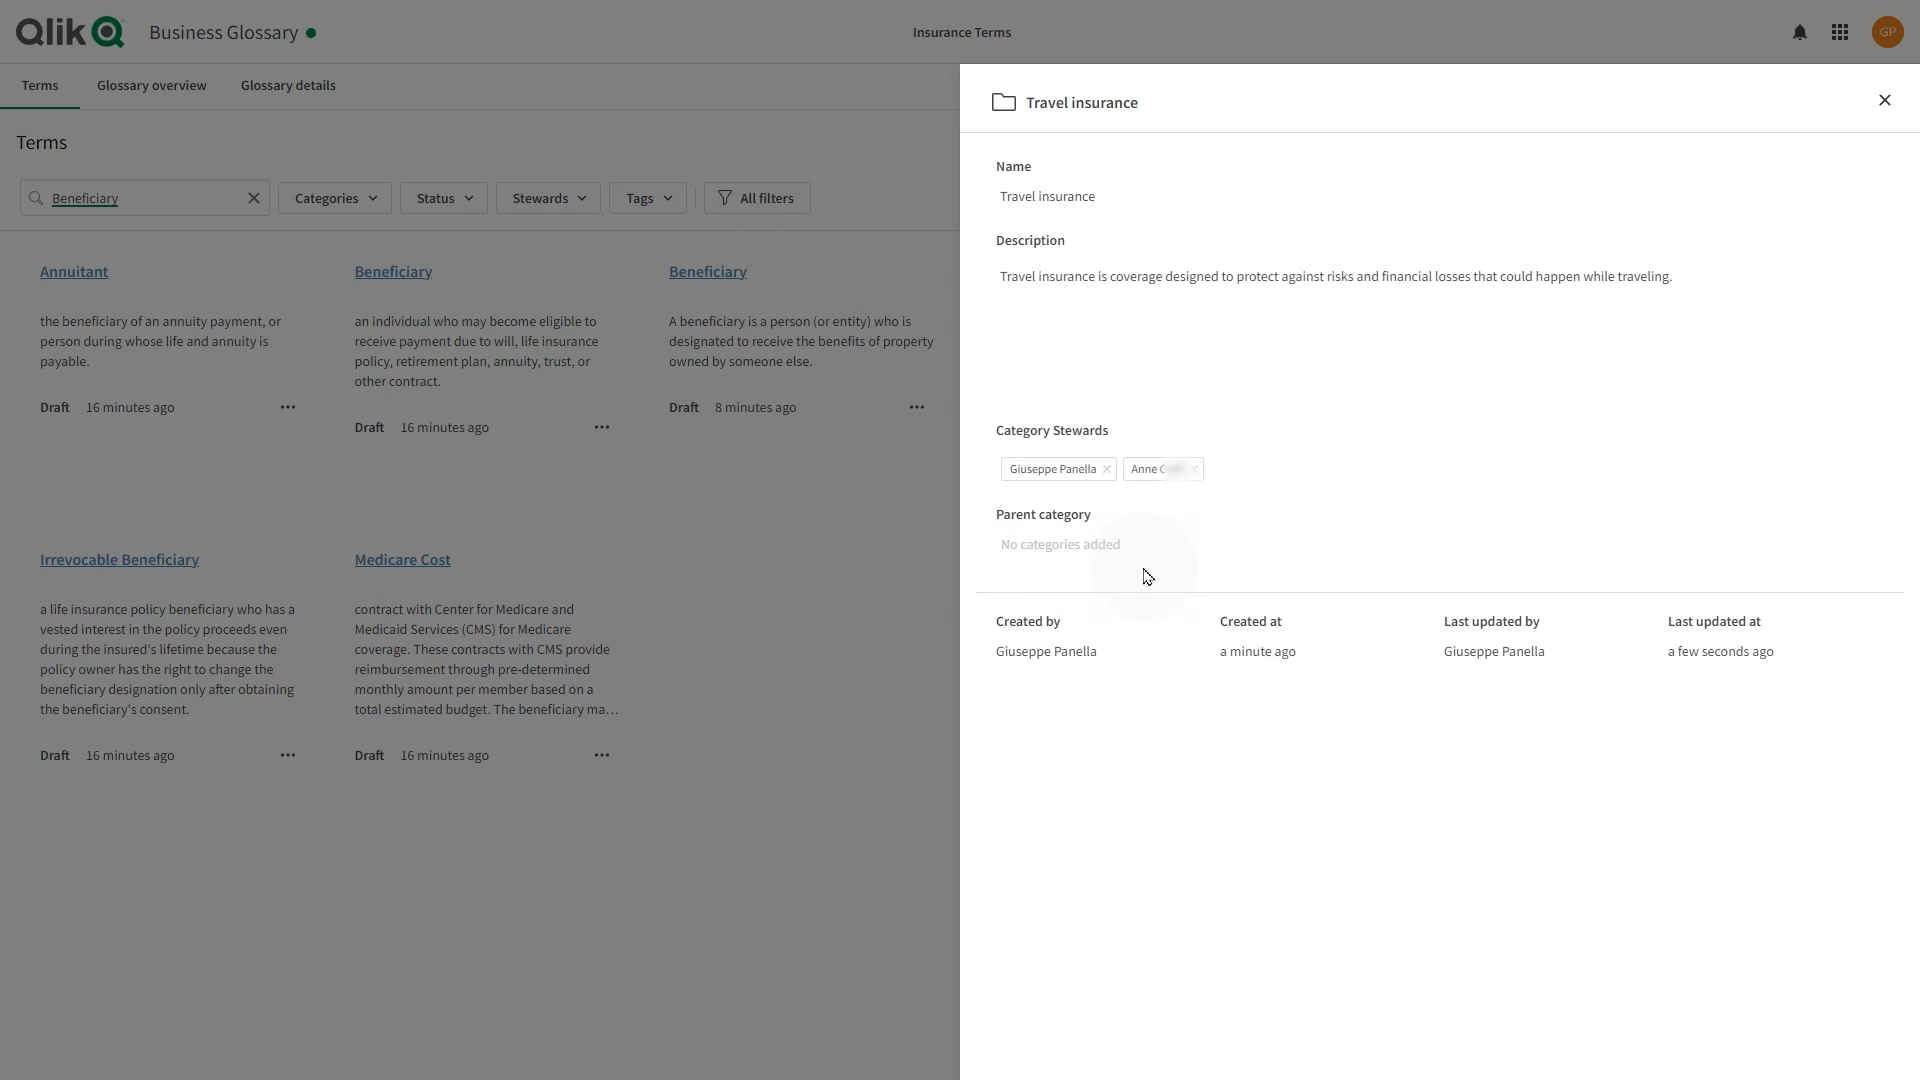 Qlik
Business Glossary
Insurance Terms
GP
Terms
Glossary overview
Glossary details
Terms
Beneficiary
Categories
Status
Stewards
Tags
All filters
Annuitant
the beneficiary of an annuity payment, or
person during whose life and annuity is
payable.
Draft 16 minutes ago
Beneficiary
an individual who may become eligible to
receive payment due to will, life insurance
policy, retirement plan, annuity, trust, or
other contract.
Draft 16 minutes ago
Beneficiary
A beneficiary is a person (or entity) who is
designated to receive the benefits of property
owned by someone else.
Draft 8 minutes ago
Irrevocable Beneficiary
a life insurance policy beneficiary who has a
vested interest in the policy proceeds even
during the insured's lifetime because the
policy owner has the right to change the
beneficiary designation only after obtaining
the beneficiary's consent.
Draft 16 minutes ago
Medicare Cost
contract with Center for Medicare and
Medicaid Services (CMS) for Medicare
coverage. These contracts with CMS provide
reimbursement through pre-determined
monthly amount per member based on a
total estimated budget. The beneficiary ma...
Draft 16 minutes ago
Travel insurance
Name
Travel insurance
Description
Travel insurance is coverage designed to protect against risks and financial losses that could happen while traveling.
Category Stewards
Giuseppe Panella
Anne
Parent category
No categories added
Created by
Giuseppe Panella
Created at
a minute ago
Last updated by
Giuseppe Panella
Last updated at
a few seconds ago